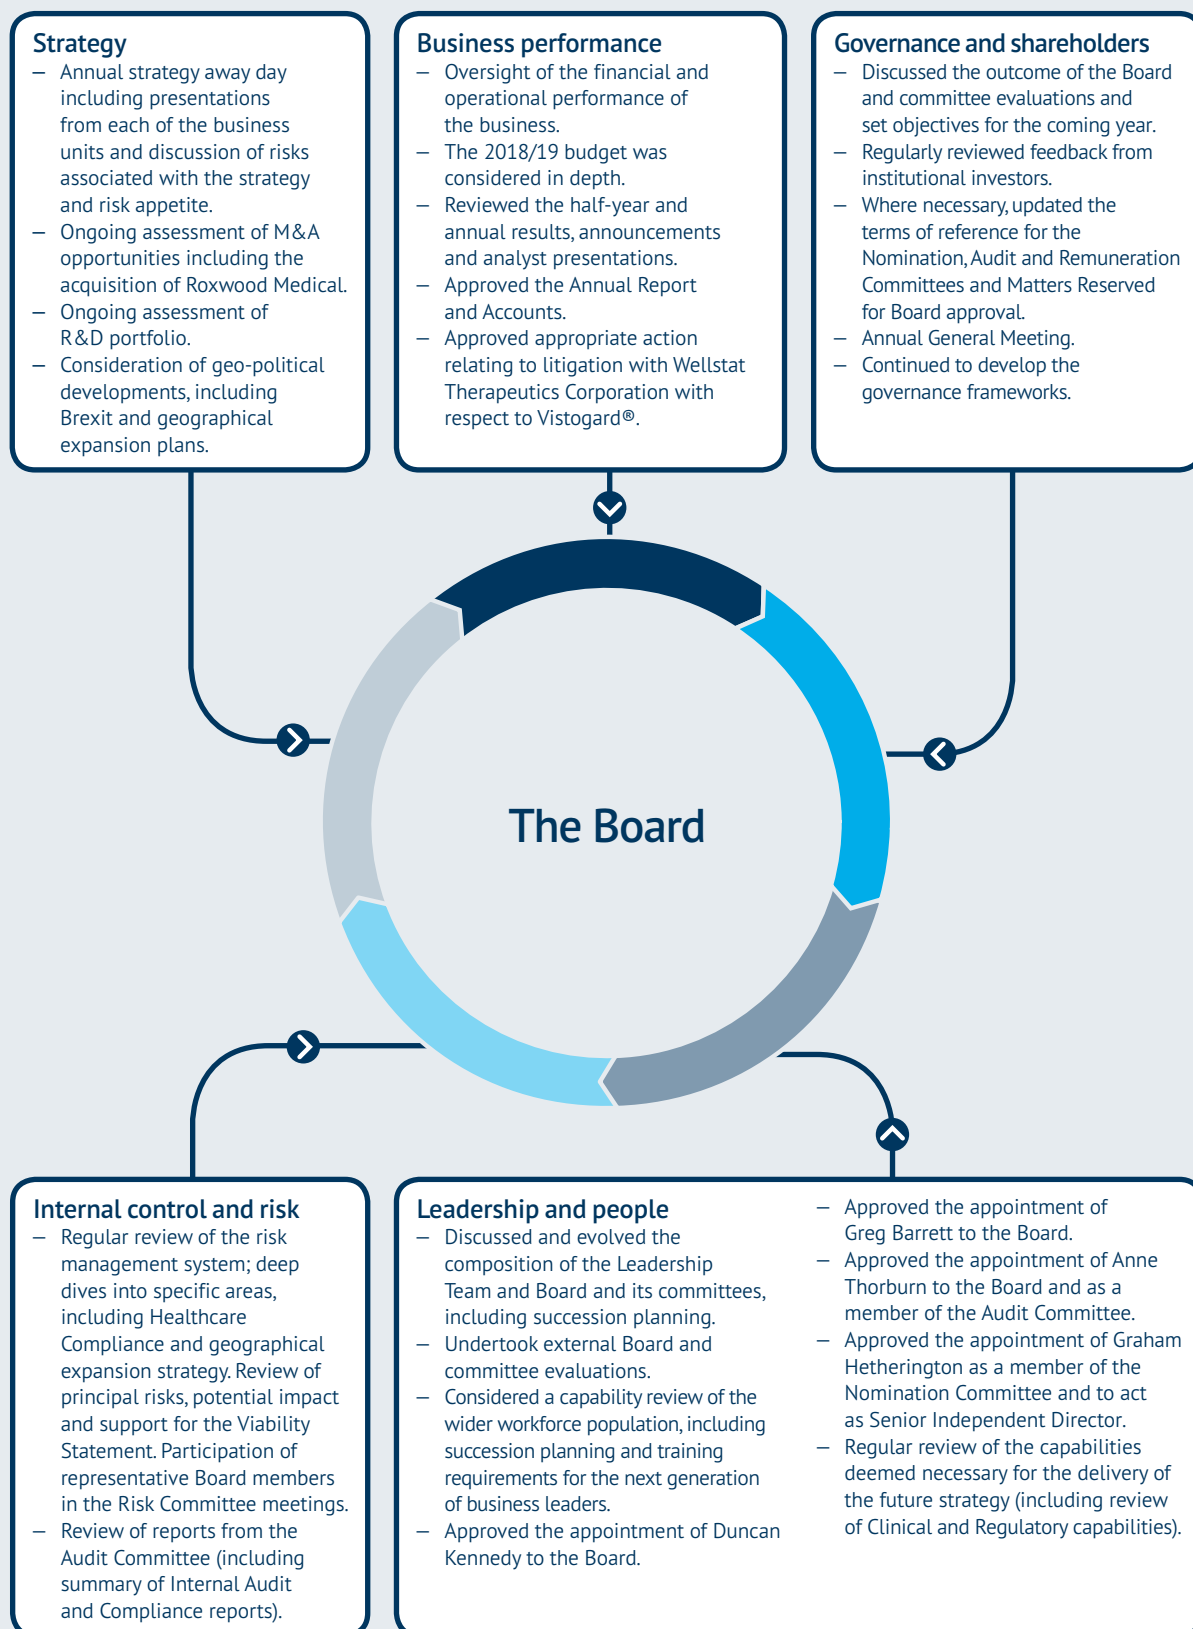 Strategy
— Annual strategy away day
including presentations
from each of the business
units and discussion of risks
associated with the strategy
and risk appetite.
— Ongoing assessment of M&A
opportunities including the
acquisition of Roxwood Medical.
— Ongoing assessment of
R&D portfolio.
— Consideration of geo-political
developments, including
Brexit and geographical
expansion plans.
Business performance
— Oversight of the financial and
operational performance of
the business.
— The 2018/19 budget was
considered in depth.
— Reviewed the half-year and
annual results, announcements
and analyst presentations.
— Approved the Annual Report
and Accounts.
— Approved appropriate action
relating to litigation with Wellstat
Therapeutics Corporation with
respect to Vistogard®.
Governance and shareholders
— Discussed the outcome of the Board
and committee evaluations and
set objectives for the coming year.
— Regularly reviewed feedback from
institutional investors.
— Where necessary, updated the
terms of reference for the
Nomination, Audit and Remuneration
Committees and Matters Reserved
for Board approval.
— Annual General Meeting.
— Continued to develop the
governance frameworks.
The Board
Internal control and risk
— Regular review of the risk
management system; deep
dives into specific areas,
including Healthcare
Compliance and geographical
expansion strategy. Review of
principal risks, potential impact
and support for the Viability
Statement. Participation of
representative Board members
in the Risk Committee meetings.
— Review of reports from the
Audit Committee (including
summary of Internal Audit
and Compliance reports).
Leadership and people
— Discussed and evolved the
composition of the Leadership
Team and Board and its committees,
including succession planning.
— Undertook external Board and
committee evaluations.
— Considered a capability review of the
wider workforce population, including
succession planning and training
requirements for the next generation
of business leaders.
— Approved the appointment of Duncan
Kennedy to the Board.
— Approved the appointment of
Greg Barrett to the Board.
— Approved the appointment of Anne
Thorburn to the Board and as a
member of the Audit Committee.
— Approved the appointment of Graham
Hetherington as a member of the
Nomination Committee and to act
as Senior Independent Director.
— Regular review of the capabilities
deemed necessary for the delivery of
the future strategy (including review
of Clinical and Regulatory capabilities).